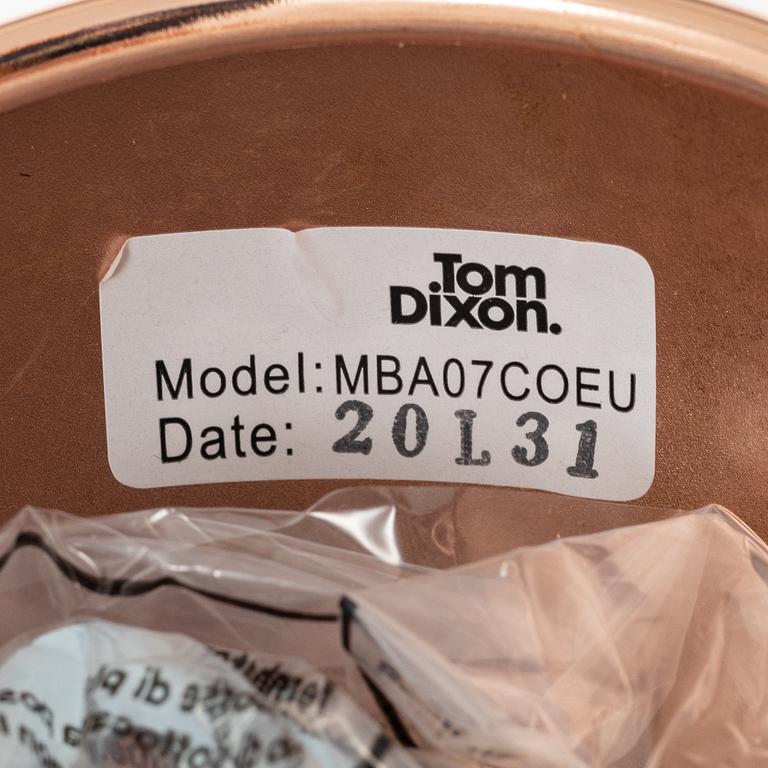 Tom
Dixon.
Model: MBA07COEU
Date: 20L31